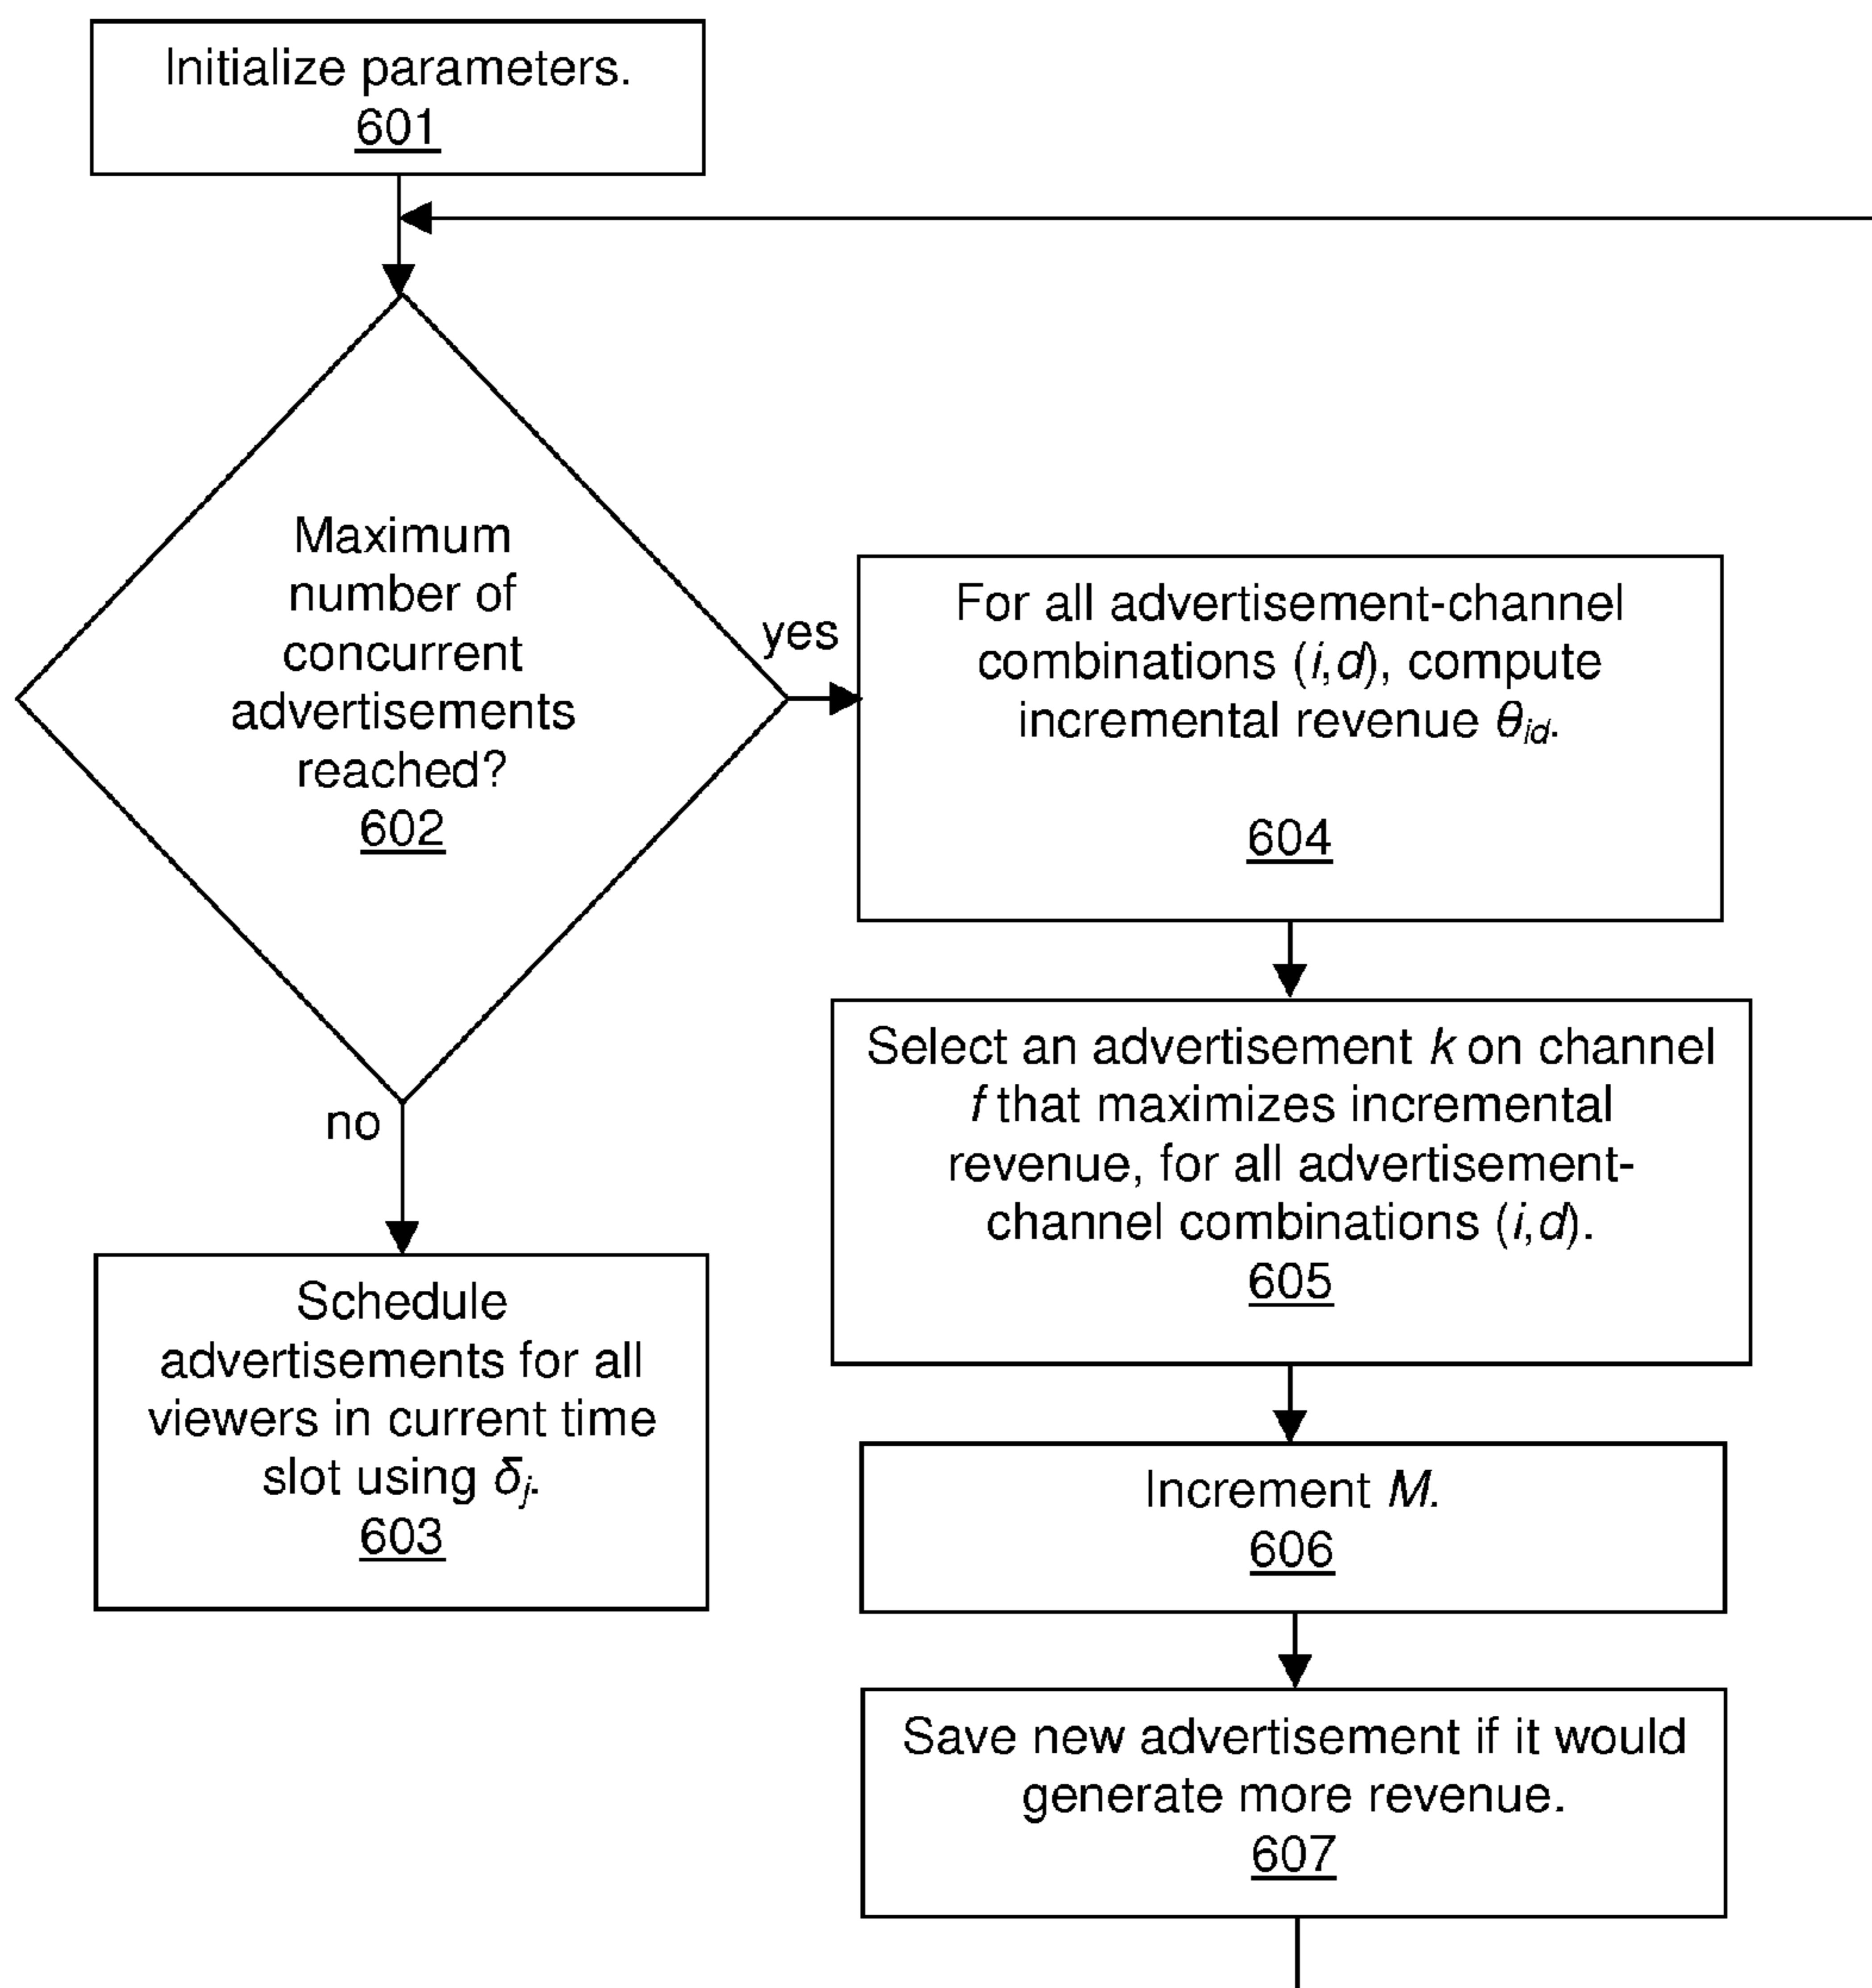 Initialize parameters.
601
Maximum
number of
concurrent
advertisements
reached?
602
yes
no
Schedule
advertisements for all
viewers in current time
slot using δj.
603
For all advertisement-channel
combinations (i,d), compute
incremental revenue θid.
604
Select an advertisement k on channel
f that maximizes incremental
revenue, for all advertisement-
channel combinations (i,d).
605
Increment M.
606
Save new advertisement if it would
generate more revenue.
607